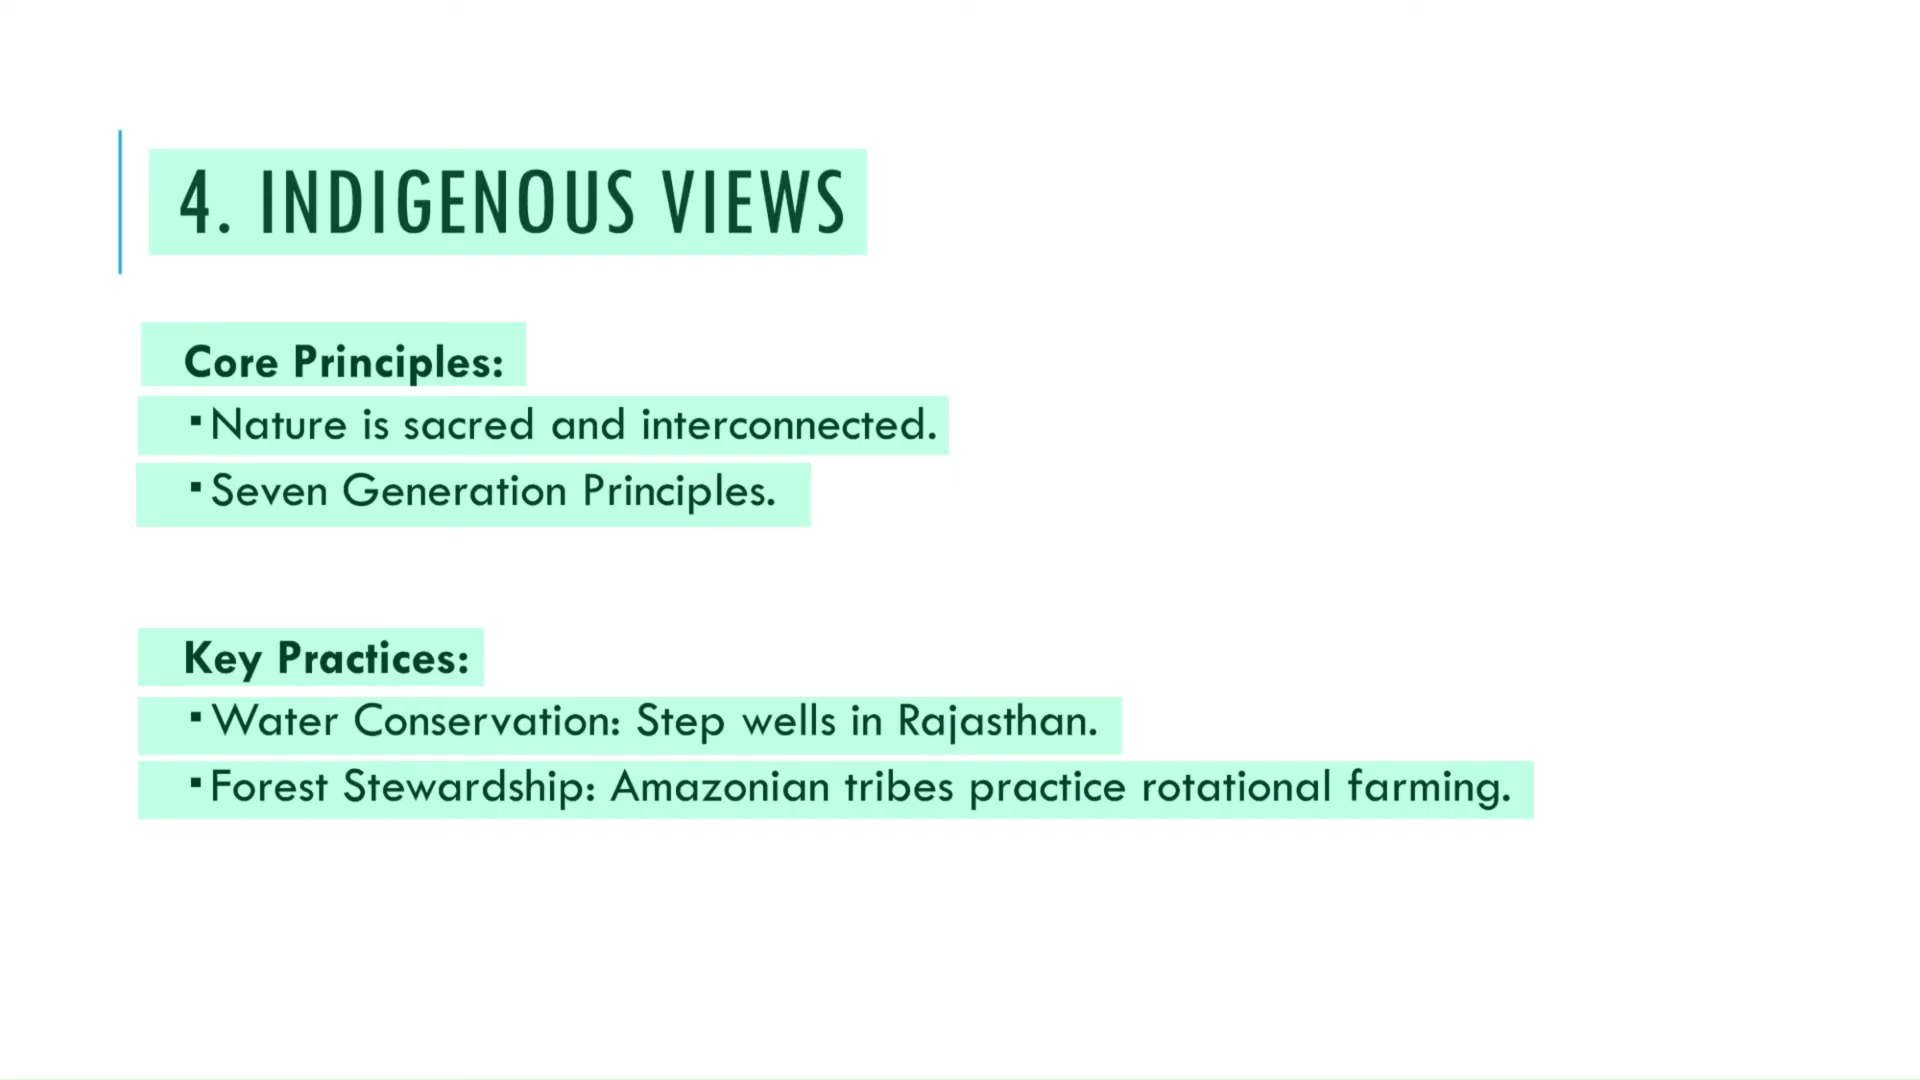 4. INDIGENOUS VIEWS
Core Principles:
▪Nature is sacred and interconnected.
▪Seven Generation Principles.
Key Practices:
▪Water Conservation: Step wells in Rajasthan.
▪Forest Stewardship: Amazonian tribes practice rotational farming.